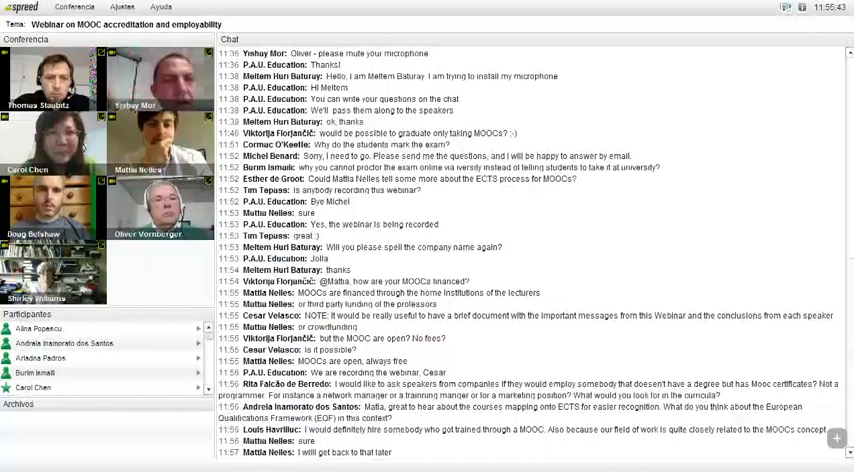 spreed Conferencia Ajustes Ayuda 11:55:43
Tema: Webinar on MOOC accreditation and employability
Conferencia
Thomas Staubitz
Yishay Mor
Carol Chen
Mattiu Nelles
Doug Belshaw
Oliver Vornberger
Shirley Williams
Participantes
Alina Popescu
Andreia Inamorato dos Santos
Ariadna Padros
Burim Ismaili
Carol Chen
Archivos
Chat
11:36 Yishay Mor: Oliver - please mute your microphone
11:36 P.A.U. Education: Thanks!
11:38 Meltem Huri Baturay: Hello, i am Meltem Baturay. I am trying to install my microphone
11:38 P.A.U. Education: Hi Meltem
11:38 P.A.U. Education: You can write your questions on the chat
11:38 P.A.U. Education: We'll pass them along to the speakers
11:39 Meltem Huri Baturay: ok, thanks.
11:46 Viktorija Florjančič: would be possible to graduate only taking MOOCs? ;-)
11:51 Cormac O'Keeffe: Why do the students mark the exam?
11:52 Michel Benard: Sorry, I need to go. Please send me the questions, and I will be happy to answer by email.
11:52 Burim Ismaili: why you cannot proctor the exam online via iversity instead of telling students to take it at university?
11:52 Esther de Groot: Could Mattia Nelles tell some more about the ECTS process for MOOCs?
11:52 Tim Tepass: Is anybody recording this webinar?
11:52 P.A.U. Education: Bye Michel
11:53 Mattiu Nelles: sure
11:53 P.A.U. Education: Yes, the webinar is being recorded
11:53 Tim Tepass: great :)
11:53 Meltem Huri Baturay: Will you please spell the company name again?
11:53 P.A.U. Education: Jolla
11:54 Meltem Huri Baturay: thanks
11:54 Viktorija Florjančič: @Mattia, how are your MOOCs financed?
11:55 Mattia Nelles: MOOCs are financed through the home institutions of the lecturers
11:55 Mattia Nelles: or third party funding of the professors
11:55 Cesar Velasco: NOTE: It would be really useful to have a brief document with the important messages from this Webinar and the conclusions from each speaker
11:55 Mattia Nelles: or crowdfunding
11:55 Viktorija Florjančič: but the MOOC are open? No fees?
11:55 Cesar Velasco: Is it possible?
11:55 Mattia Nelles: MOOCs are open, always free
11:56 P.A.U. Education: We are recording the webinar, Cesar
11:56 Rita Falcão de Berredo: I would like to ask speakers from companies if they would employ somebody that doesn't have a degree but has Mooc certificates? Not a
programmer. For instance a network manager or a training manger or for a marketing position? What would you look for in the curricula?
11:56 Andreia Inamorato dos Santos: Matia, great to hear about the courses mapping onto ECTS for easier recognition. What do you think about the European
Qualifications Framework (EQF) in this context?
11:56 Louis Havriluc: I would definitely hire somebody who got trained through a MOOC. Also because our field of work is quite closely related to the MOOCs concept
11:56 Mattia Nelles: sure
11:57 Mattia Nelles: I will get back to that later